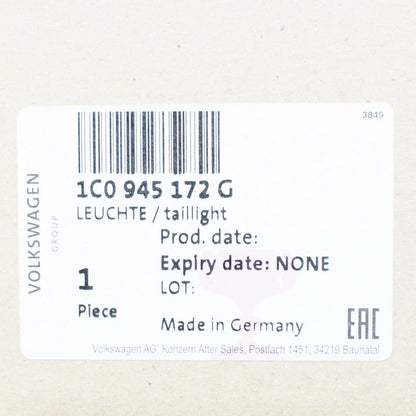 3849
VOLKSWAGEN
GROUP
1C0 945 172 G
LEUCHTE / taillight
Prod. date:
Expiry date: NONE
1
LOT:
Piece
Made in Germany
EAC
Volkswagen AG, Konzern After Sales, Postfach 1451, 34219 Baunatal